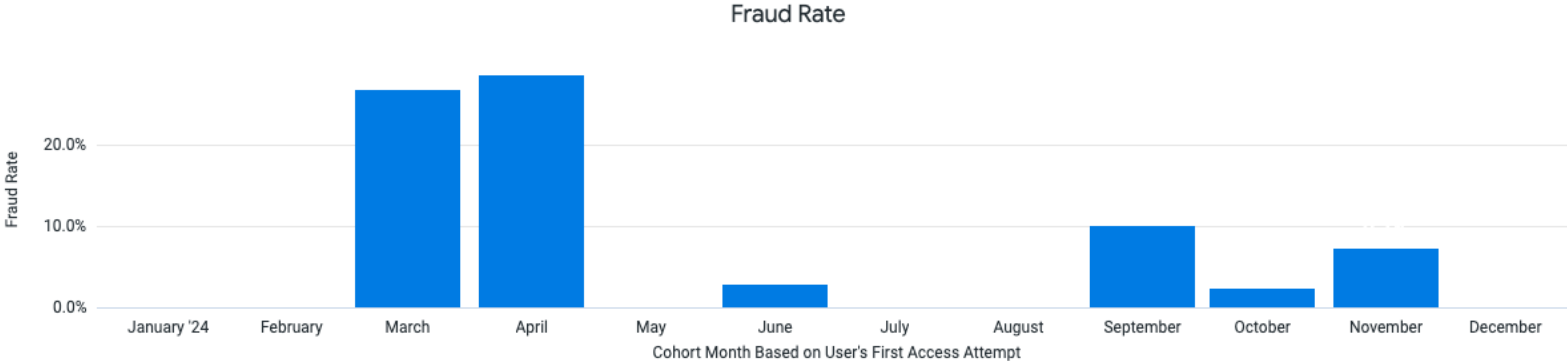 Fraud Rate
Fraud Rate
20.0%
10.0%
0.0%
January '24 February March April May June July August September October November December
Cohort Month Based on User's First Access Attempt